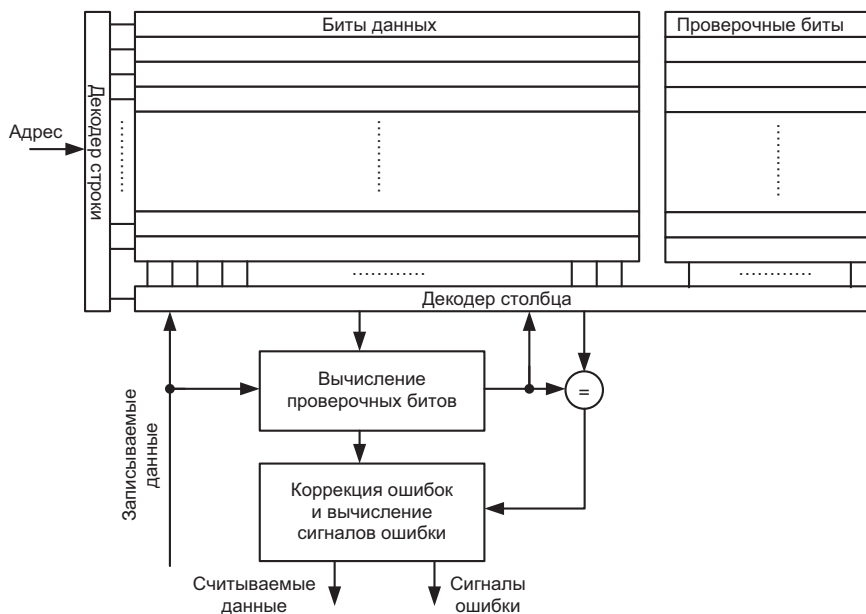 Биты данных
Проверочные биты
Декодер строки
Адрес
Декодер столбца
Вычисление
проверочных битов
=
Записываемые
данные
Коррекция ошибок
и вычисление
сигналов ошибки
Считываемые
данные
Сигналы
ошибки